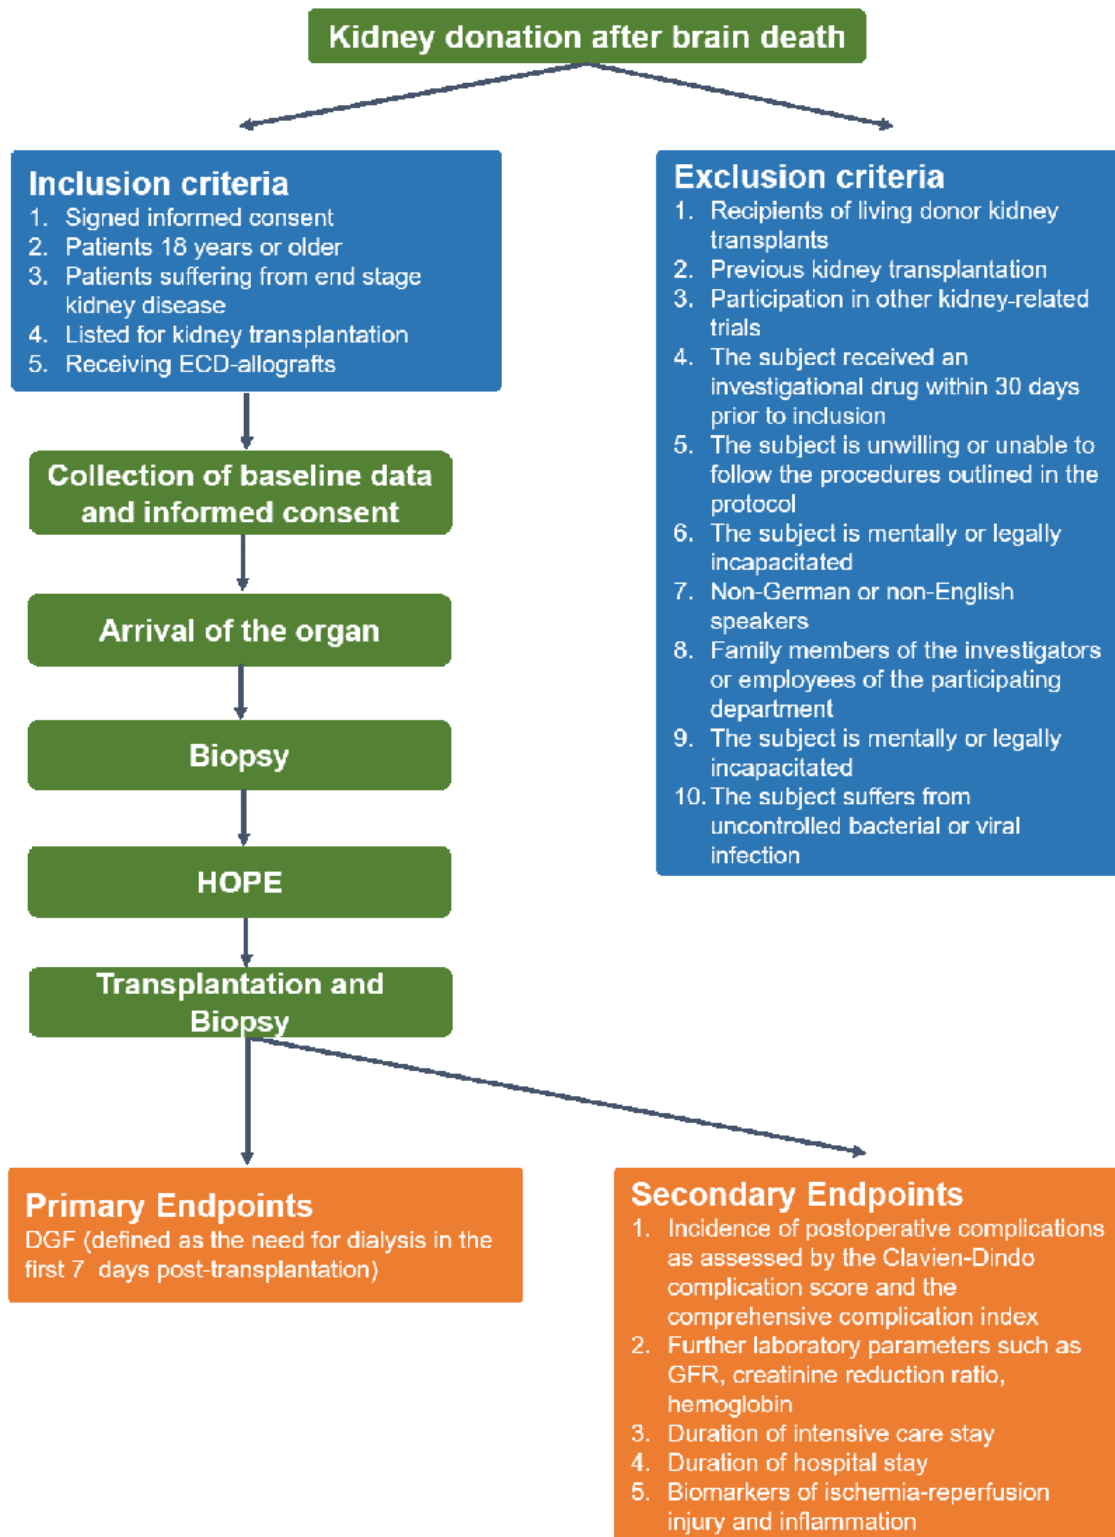 Kidney donation after brain death
Inclusion criteria
1. Signed informed consent
2. Patients 18 years or older
3. Patients suffering from end stage
kidney disease
4. Listed for kidney transplantation
5. Receiving ECD-allografts
Exclusion criteria
1. Recipients of living donor kidney
transplants
2. Previous kidney transplantation
3. Participation in other kidney-related
trials
4. The subject received an
investigational drug within 30 days
prior to inclusion
5. The subject is unwilling or unable to
follow the procedures outlined in the
protocol
6. The subject is mentally or legally
incapacitated
7. Non-German or non-English
speakers
8. Family members of the investigators
or employees of the participating
department
9. The subject is mentally or legally
incapacitated
10. The subject suffers from
uncontrolled bacterial or viral
infection
Collection of baseline data
and informed consent
Arrival of the organ
Biopsy
HOPE
Transplantation and
Biopsy
Primary Endpoints
DGF (defined as the need for dialysis in the
first 7 days post-transplantation)
Secondary Endpoints
1. Incidence of postoperative complications
as assessed by the Clavien-Dindo
complication score and the
comprehensive complication index
2. Further laboratory parameters such as
GFR, creatinine reduction ratio,
hemoglobin
3. Duration of intensive care stay
4. Duration of hospital stay
5. Biomarkers of ischemia-reperfusion
injury and inflammation